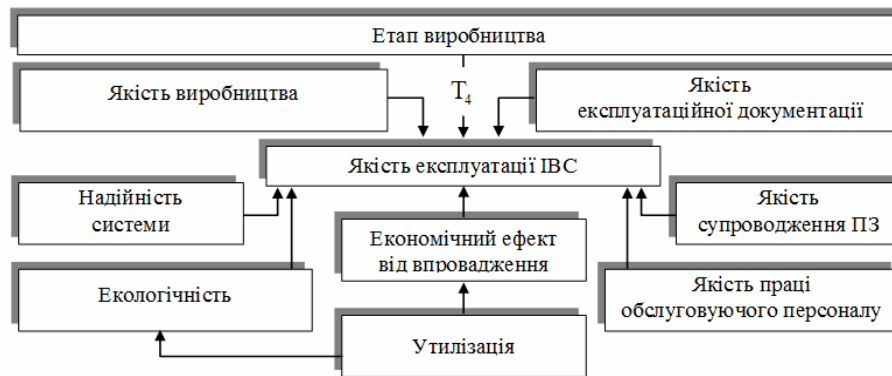 Етап виробництва
Якість виробництва
T4
Якість
експлуатаційної документації
Якість експлуатації ІВС
Надійність
системи
Економічний ефект
від впровадження
Якість
супроводження ПЗ
Екологічність
Якість праці
обслуговуючого персоналу
Утилізація